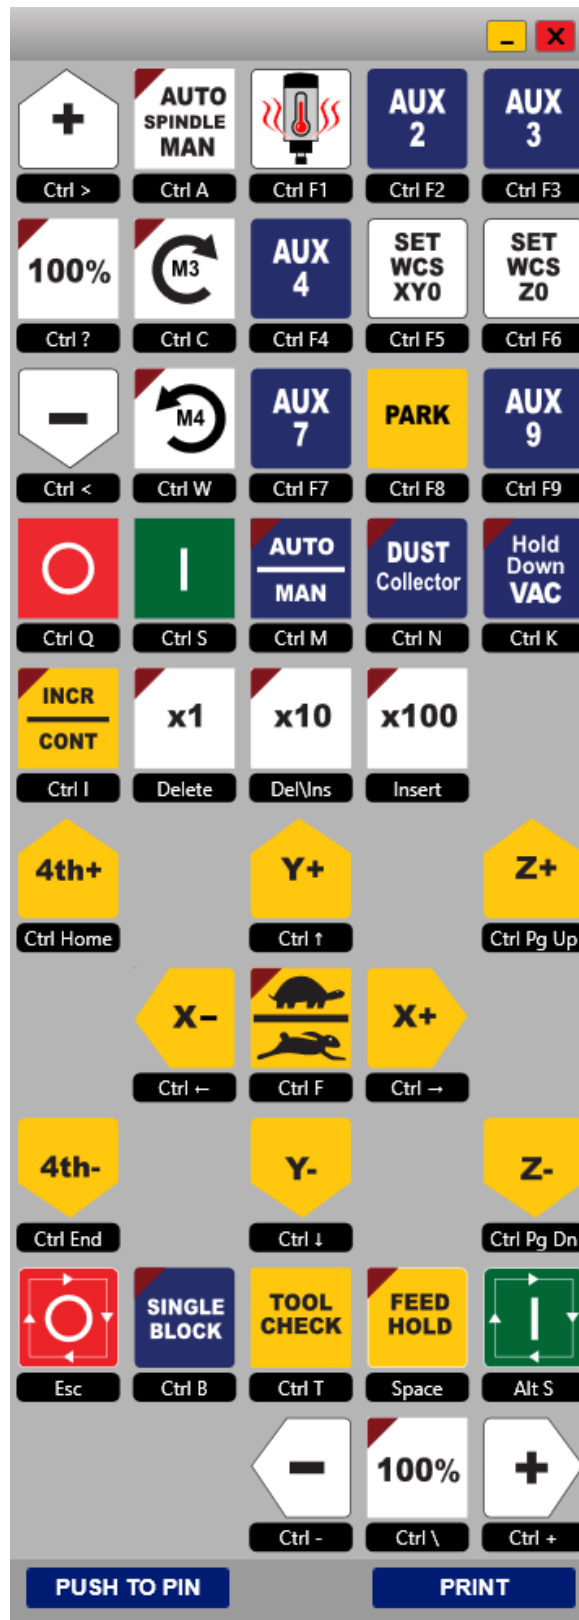 _ X
+ AUTO SPINDLE MAN AUX 2 AUX 3
Ctrl > Ctrl A Ctrl F1 Ctrl F2 Ctrl F3
100% M3 AUX 4 SET WCS XY0 SET WCS Z0
Ctrl ? Ctrl C Ctrl F4 Ctrl F5 Ctrl F6
− M4 AUX 7 PARK AUX 9
Ctrl < Ctrl W Ctrl F7 Ctrl F8 Ctrl F9
AUTO MAN DUST Collector Hold Down VAC
Ctrl Q Ctrl S Ctrl M Ctrl N Ctrl K
INCR CONT x1 x10 x100
Ctrl I Delete Del\Ins Insert
4th+ Y+ Z+
Ctrl Home Ctrl ↑ Ctrl Pg Up
X− X+
Ctrl ← Ctrl F Ctrl →
4th- Y- Z-
Ctrl End Ctrl ↓ Ctrl Pg Dn
SINGLE BLOCK TOOL CHECK FEED HOLD
Esc Ctrl B Ctrl T Space Alt S
− 100% +
Ctrl - Ctrl \ Ctrl +
PUSH TO PIN PRINT